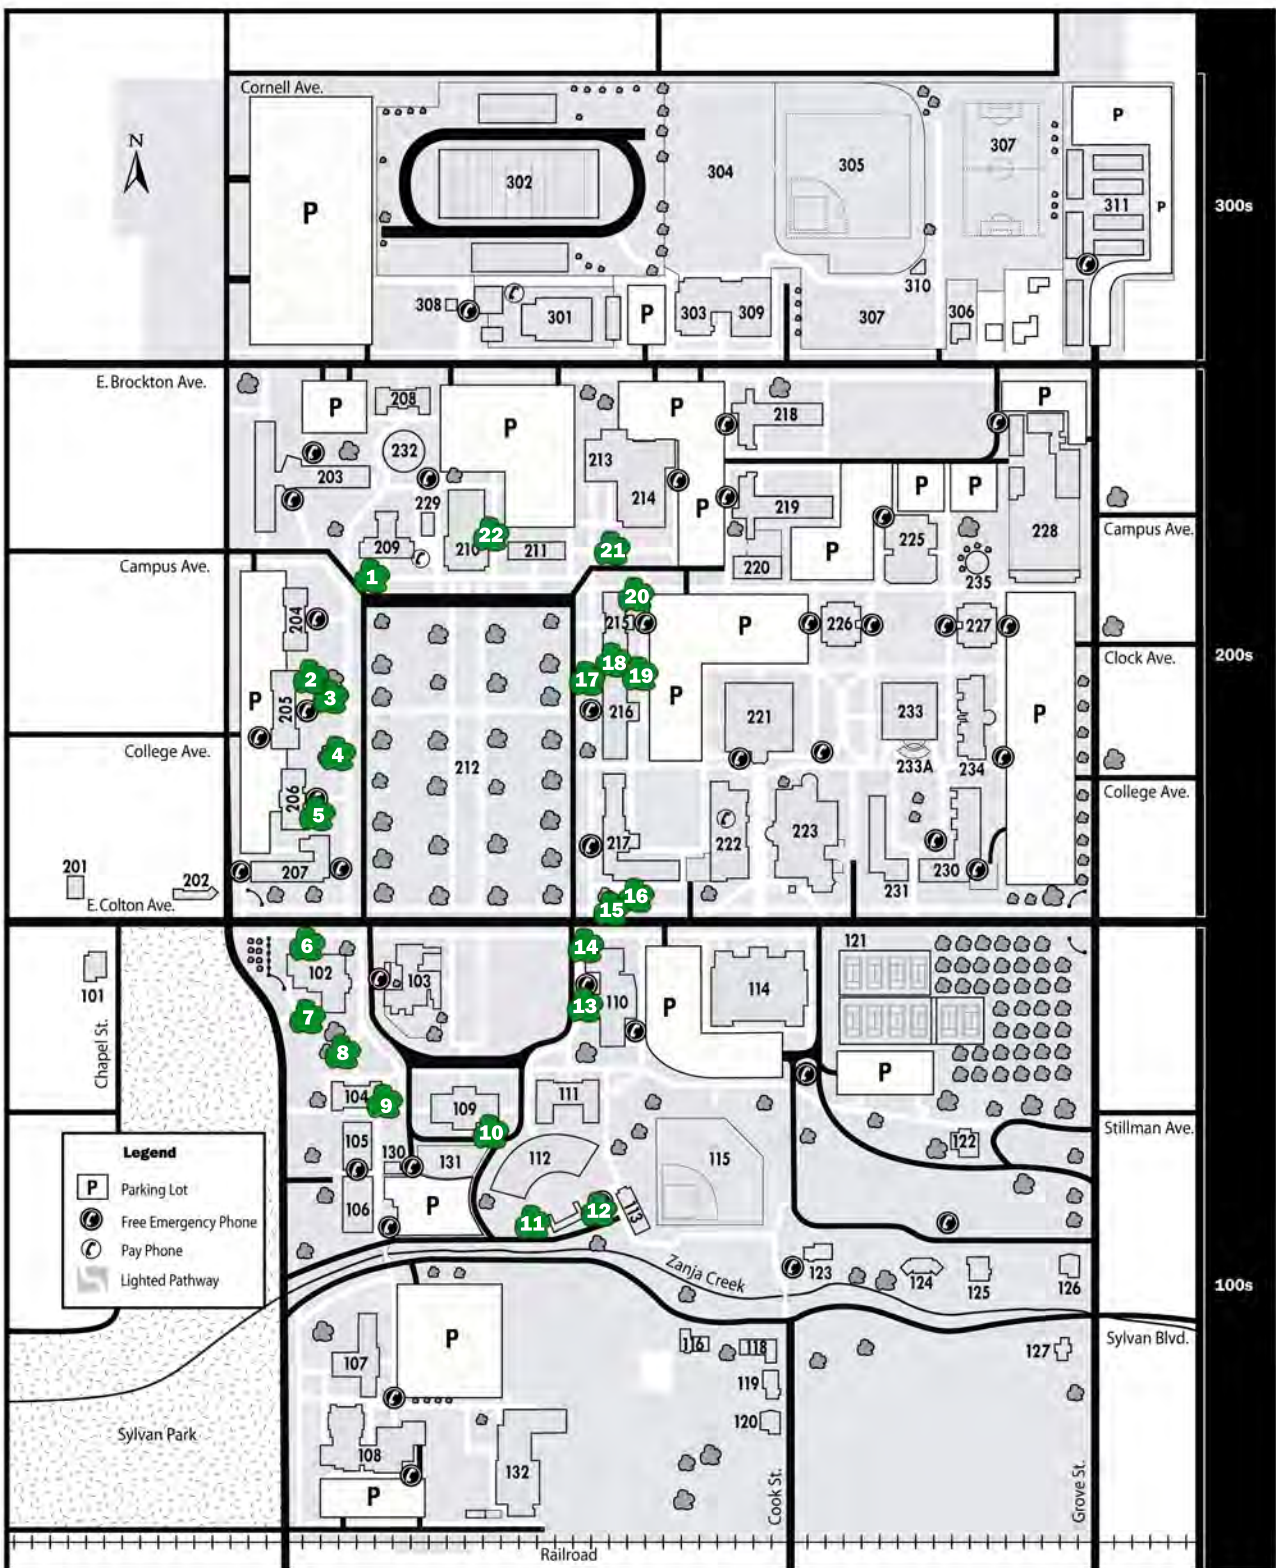 Cornell Ave.
N
P
302
304
305
307
P
311
P
300s
308
301
P
303
309
310
307
306
E. Brockton Ave.
P
208
P
P
218
P
232
203
213
214
229
P
219
P
P
228
22
21
209
210
211
225
Campus Ave.
Campus Ave.
220
P
235
1
204
20
215
P
226
227
200s
2
3
18
17
19
Clock Ave.
P
205
216
P
221
233
P
College Ave.
4
212
233A
234
206
5
College Ave.
217
222
223
201
202
207
230
231
E. Colton Ave.
16
15
6
14
121
102
103
101
110
P
114
13
7
8
Chapel St.
P
104
9
109
111
10
105
130
131
112
115
122
Stillman Ave.
Legend
P Parking Lot
Free Emergency Phone
Pay Phone
Lighted Pathway
106
P
11
12
113
Zanja Creek
123
124
125
126
100s
P
107
116
118
127
Sylvan Blvd.
119
120
Sylvan Park
108
132
P
Cook St.
Grove St.
Railroad